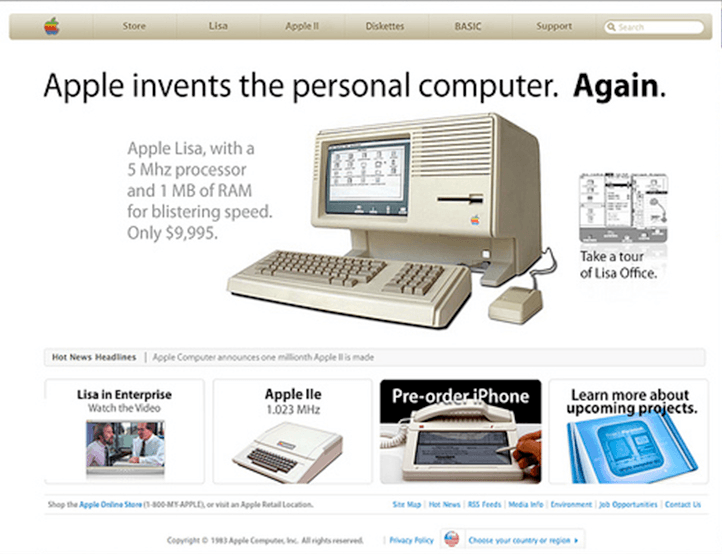 Store Lisa Apple II Diskettes BASIC Support Search
Apple invents the personal computer. Again.
Apple Lisa, with a
5 Mhz processor
and 1 MB of RAM
for blistering speed.
Only $9,995.
Take a tour
of Lisa Office.
Hot News Headlines | Apple Computer announces one millionth Apple II is made
Lisa in Enterprise
Watch the Video
Apple IIe
1.023 MHz
Pre-order iPhone
Learn more about
upcoming projects.
Shop the Apple Online Store (1-800-MY-APPLE), or visit an Apple Retail Location.
Site Map | Hot News | RSS Feeds | Media Info | Environment | Job Opportunities | Contact Us
Copyright © 1983 Apple Computer, Inc. All rights reserved. | Privacy Policy Choose your country or region